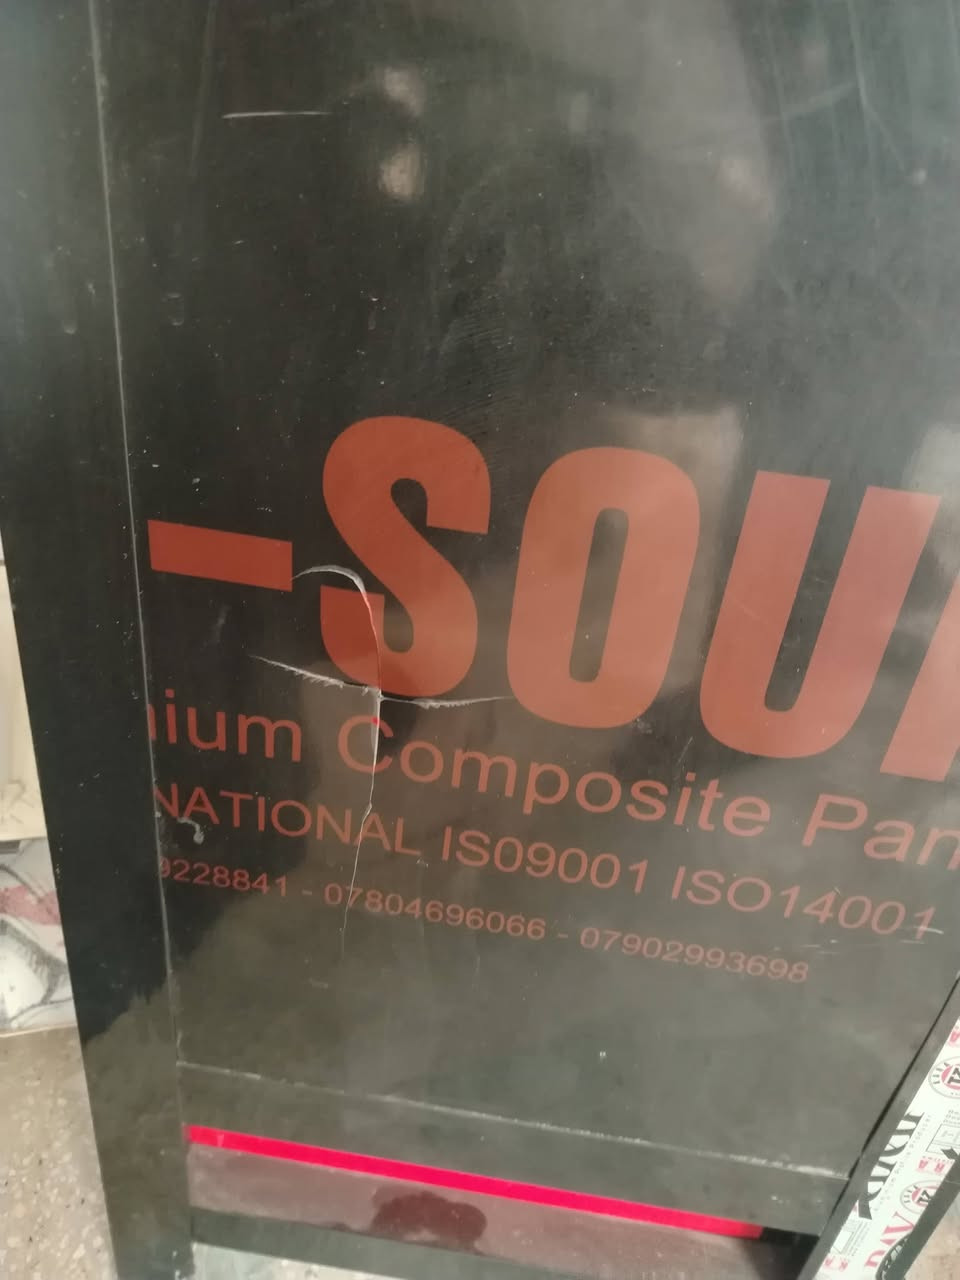 -SOU
nium Composite Pan
NATIONAL IS09001 ISO14001
9228841 - 07804696066 - 07902993698